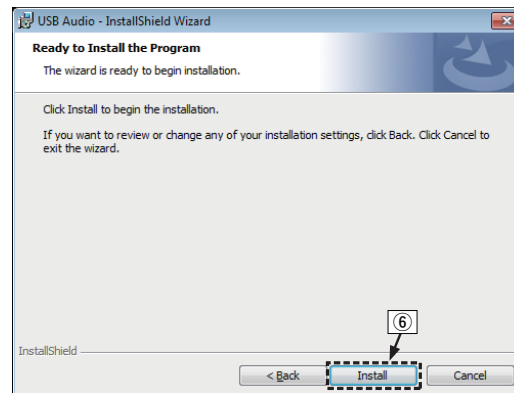 USB Audio - InstallShield Wizard
Ready to Install the Program
The wizard is ready to begin installation.
Click Install to begin the installation.
If you want to review or change any of your installation settings, click Back. Click Cancel to
exit the wizard.
⑥
InstallShield
< Back Install Cancel